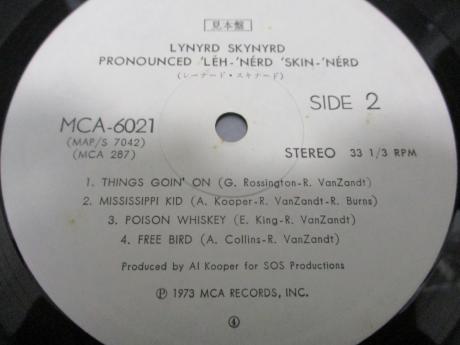 見本盤
LYNYRD SKYNYRD
PRONOUNCED 'LĔH-'NÉRD 'SKIN-'NÉRD
(レーナード・スキナード)
SIDE 2
MCA-6021
(MAP/S 7042)
(MCA 287)
STEREO 33 1/3 RPM
1. THINGS GOIN' ON (G. Rossington-R. VanZandt)
2. MISSISSIPPI KID (A. Kooper-R. VanZandt-R. Burns)
3. POISON WHISKEY (E. King-R. VanZandt)
4. FREE BIRD (A. Collins-R. VanZandt)
Produced by Al Kooper for SOS Productions
Ⓟ 1973 MCA RECORDS, INC.
④